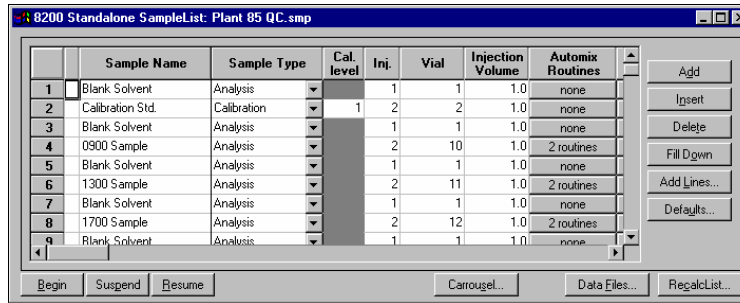 8200 Standalone SampleList: Plant 85 QC.smp
Sample Name Sample Type Cal. level Inj. Vial Injection Volume Automix Routines
1 Blank Solvent Analysis 1 1 1.0 none
2 Calibration Std. Calibration 1 2 2 1.0 none
3 Blank Solvent Analysis 1 1 1.0 none
4 0900 Sample Analysis 2 10 1.0 2 routines
5 Blank Solvent Analysis 1 1 1.0 none
6 1300 Sample Analysis 2 11 1.0 2 routines
7 Blank Solvent Analysis 1 1 1.0 none
8 1700 Sample Analysis 2 12 1.0 2 routines
9 Blank Solvent Analysis 1 1 1.0 none
Add
Insert
Delete
Fill Down
Add Lines...
Defaults...
Begin Suspend Resume Carrousel... Data Files... RecalcList...